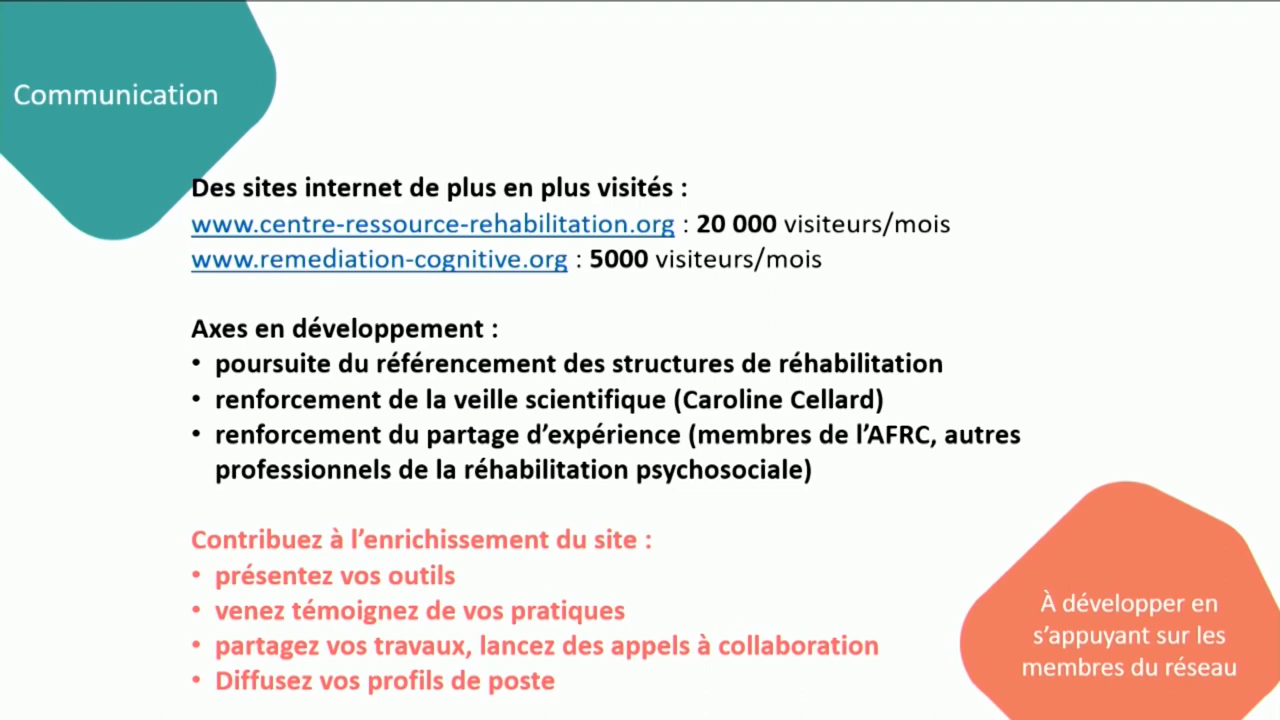 Communication
Des sites internet de plus en plus visités :
www.centre-ressource-rehabilitation.org : 20 000 visiteurs/mois
www.remediation-cognitive.org : 5000 visiteurs/mois
Axes en développement :
• poursuite du référencement des structures de réhabilitation
• renforcement de la veille scientifique (Caroline Cellard)
• renforcement du partage d’expérience (membres de l’AFRC, autres
professionnels de la réhabilitation psychosociale)
Contribuez à l’enrichissement du site :
• présentez vos outils
• venez témoignez de vos pratiques
• partagez vos travaux, lancez des appels à collaboration
• Diffusez vos profils de poste
À développer en
s’appuyant sur les
membres du réseau